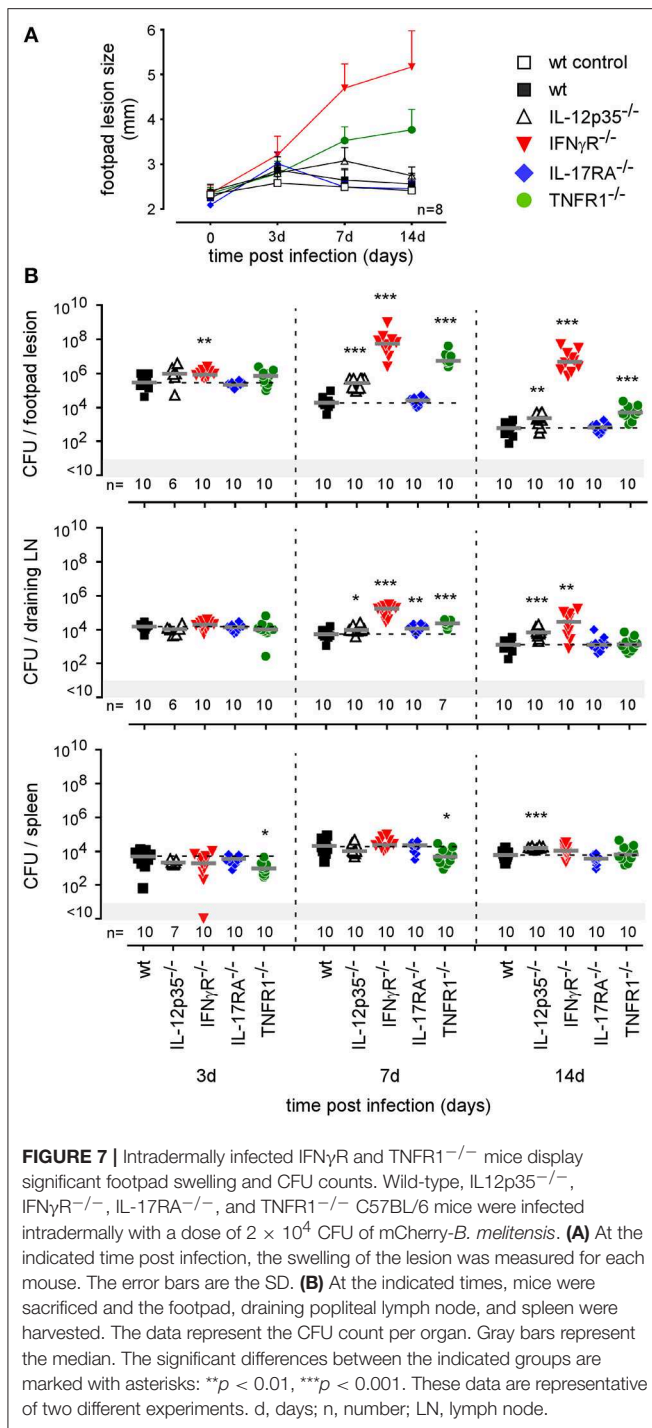 A
footpad lesion size
(mm)
6
5
4
3
2
0 3d 7d 14d
n=8
time post infection (days)
wt control
wt
IL-12p35⁻/⁻
IFNγR⁻/⁻
IL-17RA⁻/⁻
TNFR1⁻/⁻
B
CFU / footpad lesion
10¹⁰
10⁸
10⁶
10⁴
10²
<10
** *** *** *** ** *** ***
n= 10 6 10 10 10 10 10 10 10 10 10 10 10 10 10
CFU / draining LN
10¹⁰
10⁸
10⁶
10⁴
10²
<10
* *** ** *** *** **
n= 10 6 10 10 10 10 10 10 10 7 10 10 10 10 10
CFU / spleen
10¹⁰
10⁸
10⁶
10⁴
10²
<10
* * ***
n= 10 7 10 10 10 10 10 10 10 10 10 10 10 10 10
wt IL-12p35⁻/⁻ IFNγR⁻/⁻ IL-17RA⁻/⁻ TNFR1⁻/⁻ wt IL-12p35⁻/⁻ IFNγR⁻/⁻ IL-17RA⁻/⁻ TNFR1⁻/⁻ wt IL-12p35⁻/⁻ IFNγR⁻/⁻ IL-17RA⁻/⁻ TNFR1⁻/⁻
3d 7d 14d
time post infection (days)
FIGURE 7 | Intradermally infected IFNγR and TNFR1⁻/⁻ mice display
significant footpad swelling and CFU counts. Wild-type, IL12p35⁻/⁻,
IFNγR⁻/⁻, IL-17RA⁻/⁻, and TNFR1⁻/⁻ C57BL/6 mice were infected
intradermally with a dose of 2 × 10⁴ CFU of mCherry-B. melitensis. (A) At the
indicated time post infection, the swelling of the lesion was measured for each
mouse. The error bars are the SD. (B) At the indicated times, mice were
sacrificed and the footpad, draining popliteal lymph node, and spleen were
harvested. The data represent the CFU count per organ. Gray bars represent
the median. The significant differences between the indicated groups are
marked with asterisks: **p < 0.01, ***p < 0.001. These data are representative
of two different experiments. d, days; n, number; LN, lymph node.